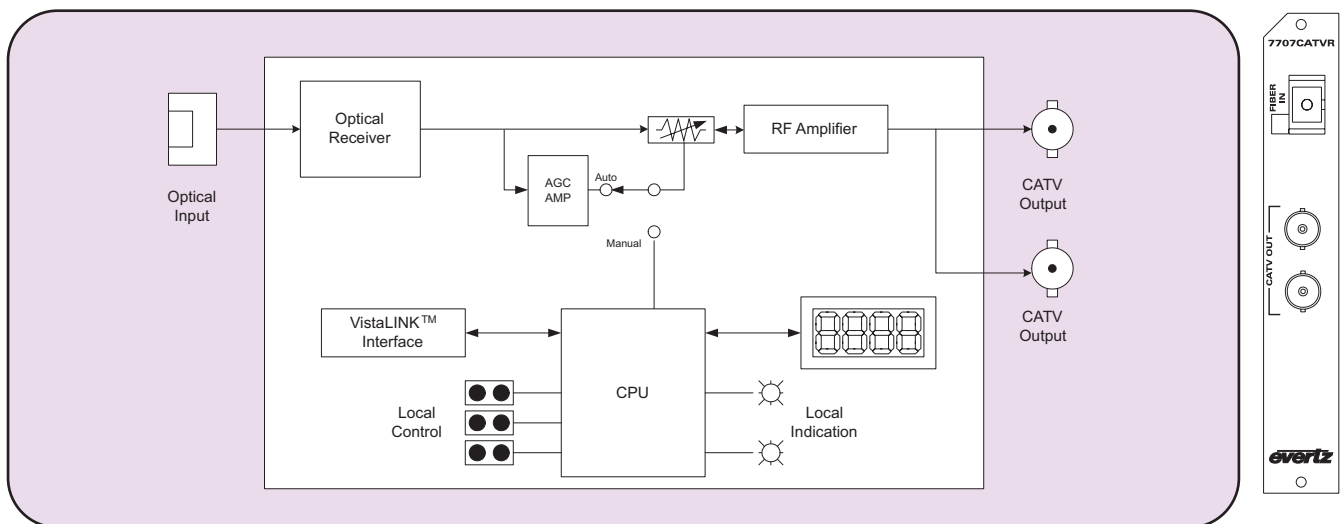 Optical
Input
Optical
Receiver
AGC
AMP
Auto
Manual
RF Amplifier
CATV
Output
CATV
Output
VistaLINK™
Interface
CPU
Local
Control
Local
Indication
7707CATVR
FIBER
IN
CATV OUT
evertz